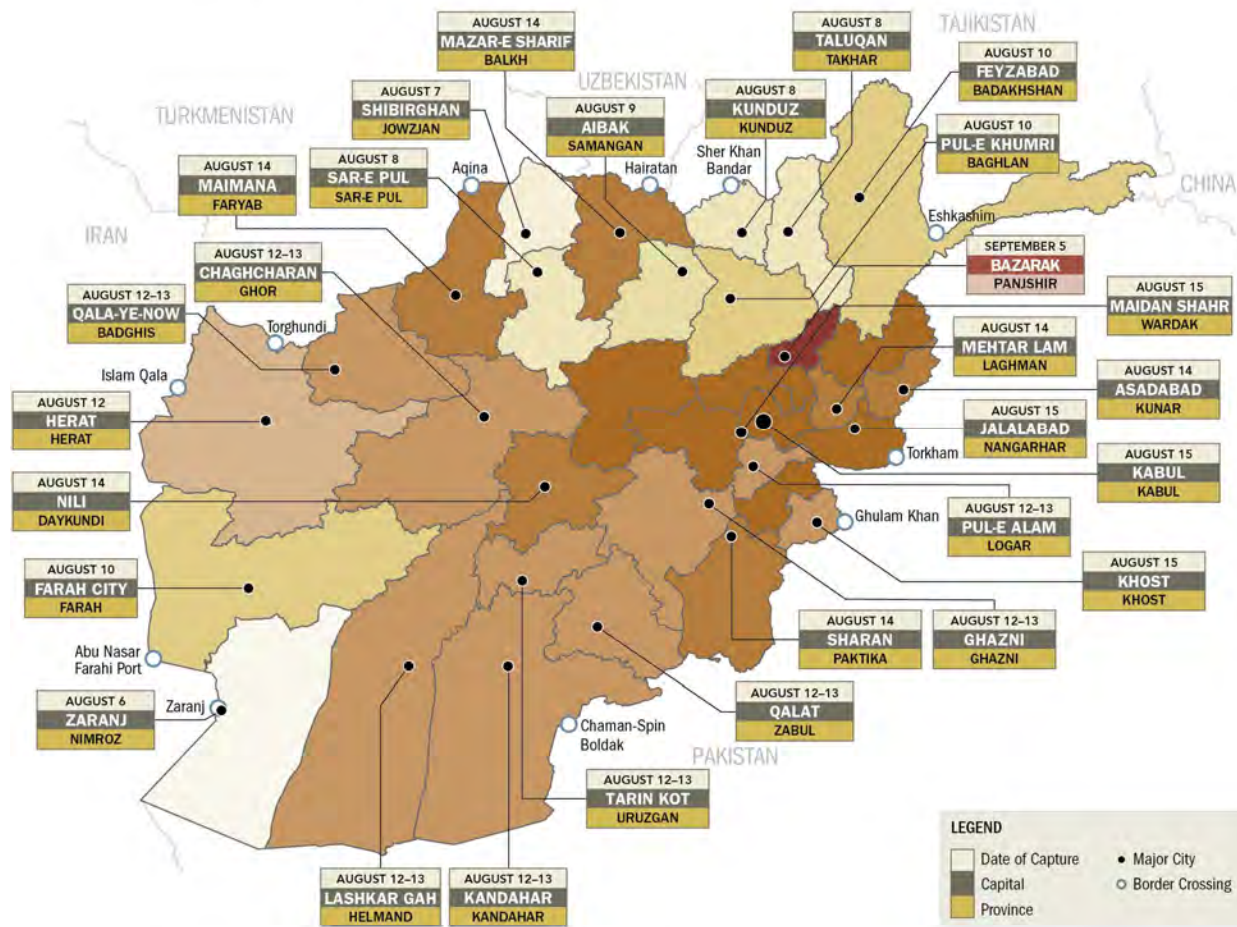 AUGUST 14
MAZAR-E SHARIF
BALKH
AUGUST 8
TALUQAN
TAKHAR
TAJIKISTAN
AUGUST 10
FEYZABAD
BADAKHSHAN
UZBEKISTAN
AUGUST 7
SHIBIRGHAN
JOWZJAN
AUGUST 9
AIBAK
SAMANGAN
AUGUST 8
KUNDUZ
KUNDUZ
TURKMENISTAN
AUGUST 10
PUL-E KHUMRI
BAGHLAN
AUGUST 14
MAIMANA
FARYAB
AUGUST 8
SAR-E PUL
SAR-E PUL
Aqina
Hairatan
Sher Khan
Bandar
CHINA
Eshkashim
IRAN
AUGUST 12–13
CHAGHCHARAN
GHOR
SEPTEMBER 5
BAZARAK
PANJSHIR
AUGUST 12–13
QALA-YE-NOW
BADGHIS
Torghundi
AUGUST 15
MAIDAN SHAHR
WARDAK
AUGUST 14
MEHTAR LAM
LAGHMAN
Islam Qala
AUGUST 14
ASADABAD
KUNAR
AUGUST 12
HERAT
HERAT
AUGUST 15
JALALABAD
NANGARHAR
Torkham
AUGUST 15
KABUL
KABUL
AUGUST 14
NILI
DAYKUNDI
Ghulam Khan
AUGUST 12–13
PUL-E ALAM
LOGAR
AUGUST 10
FARAH CITY
FARAH
AUGUST 15
KHOST
KHOST
AUGUST 14
SHARAN
PAKTIKA
AUGUST 12–13
GHAZNI
GHAZNI
Abu Nasar
Farahi Port
AUGUST 6
ZARANJ
NIMROZ
Zaranj
AUGUST 12–13
QALAT
ZABUL
Chaman-Spin
Boldak
PAKISTAN
AUGUST 12–13
TARIN KOT
URUZGAN
AUGUST 12–13
LASHKAR GAH
HELMAND
AUGUST 12–13
KANDAHAR
KANDAHAR
LEGEND
Date of Capture
Capital
Province
Major City
Border Crossing